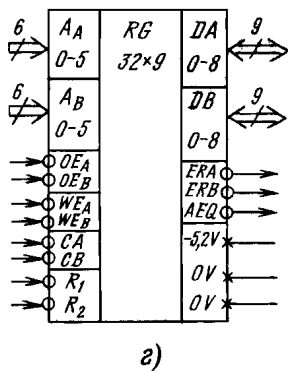 6
A_A
0-5
RG
32×9
DA
0-8
9
6
A_B
0-5
DB
0-8
9
OE_A
OE_B
WE_A
WE_B
CA
CB
R_1
R_2
ERA
ERB
AEQ
-5,2V
0V
0V
г)